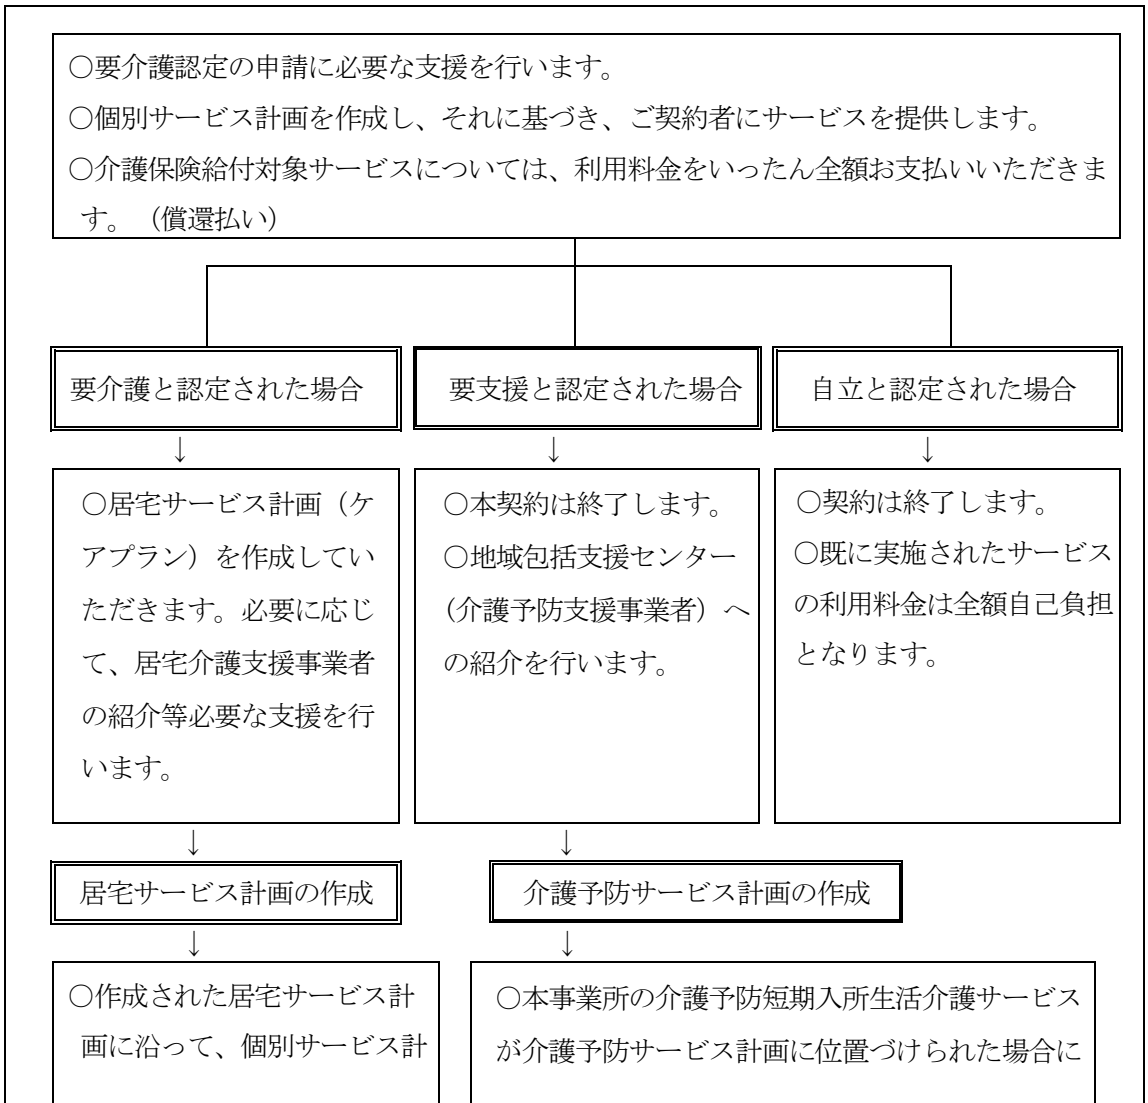 ○要介護認定の申請に必要な支援を行います。
○個別サービス計画を作成し、それに基づき、ご契約者にサービスを提供します。
○介護保険給付対象サービスについては、利用料金をいったん全額お支払いいただきま
す。（償還払い）
要介護と認定された場合
要支援と認定された場合
自立と認定された場合
↓
↓
↓
○居宅サービス計画（ケ
アプラン）を作成してい
ただきます。必要に応じ
て、居宅介護支援事業者
の紹介等必要な支援を行
います。
○本契約は終了します。
○地域包括支援センター
(介護予防支援事業者）へ
の紹介を行います。
○契約は終了します。
○既に実施されたサービス
の利用料金は全額自己負担
となります。
↓
↓
居宅サービス計画の作成
介護予防サービス計画の作成
↓
↓
○作成された居宅サービス計
画に沿って、個別サービス計
○本事業所の介護予防短期入所生活介護サービス
が介護予防サービス計画に位置づけられた場合に